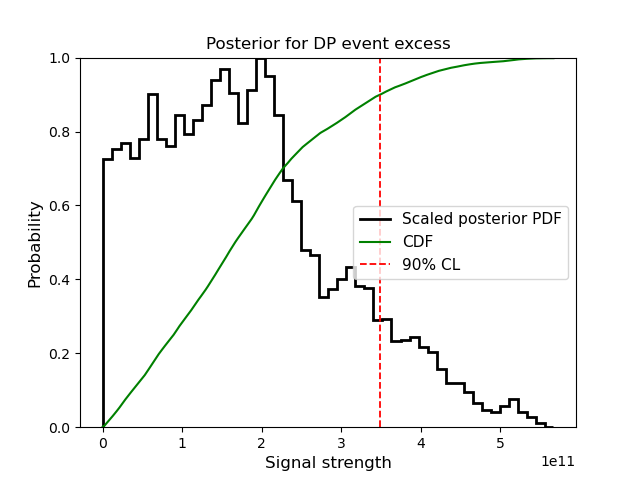 Posterior for DP event excess
1.0
0.8
0.6
0.4
0.2
0.0
Probability
Scaled posterior PDF
CDF
90% CL
0
1
2
3
4
5
1e11
Signal strength